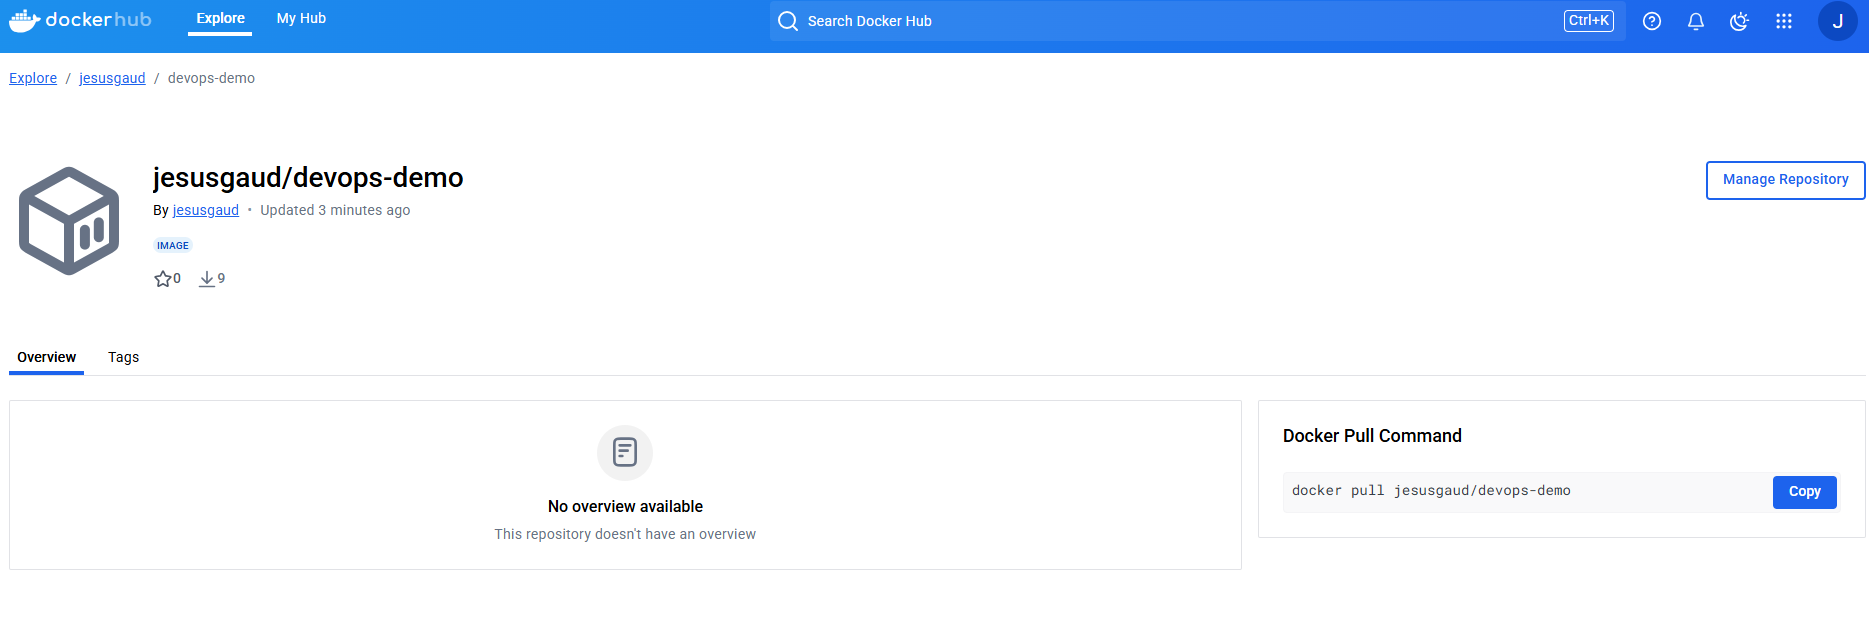 dockerhub
Explore
My Hub
Search Docker Hub
Ctrl+K
J
Explore / jesusgaud / devops-demo
jesusgaud/devops-demo
Manage Repository
By jesusgaud • Updated 3 minutes ago
IMAGE
0
9
Overview
Tags
No overview available
This repository doesn't have an overview
Docker Pull Command
docker pull jesusgaud/devops-demo
Copy